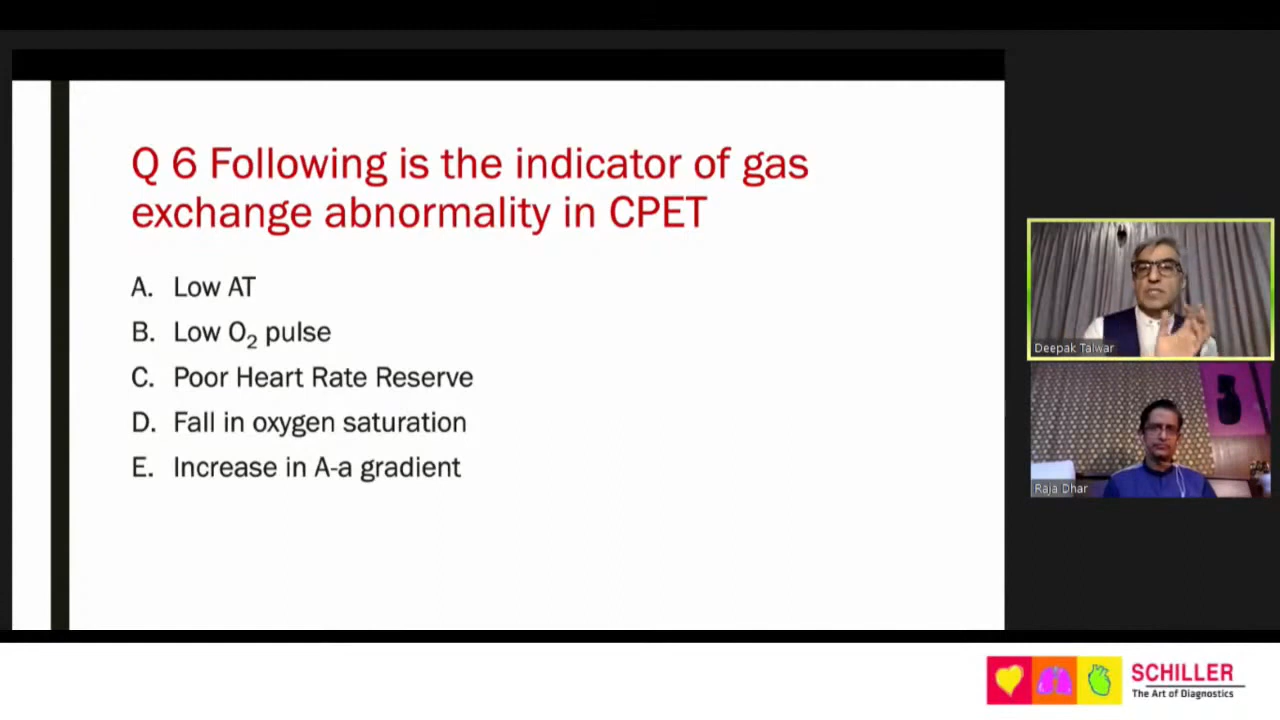 Q 6 Following is the indicator of gas
exchange abnormality in CPET
A. Low AT
B. Low O₂ pulse
C. Poor Heart Rate Reserve
D. Fall in oxygen saturation
E. Increase in A-a gradient
Deepak Talwar
Raja Dhar
SCHILLER
The Art of Diagnostics